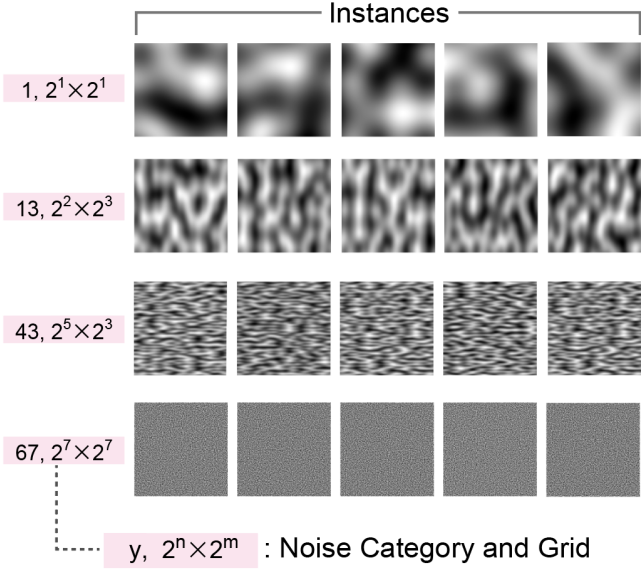 Instances
1, 2¹×2¹
13, 2²×2³
43, 2⁵×2³
67, 2⁷×2⁷
y, 2ⁿ×2ᵐ : Noise Category and Grid